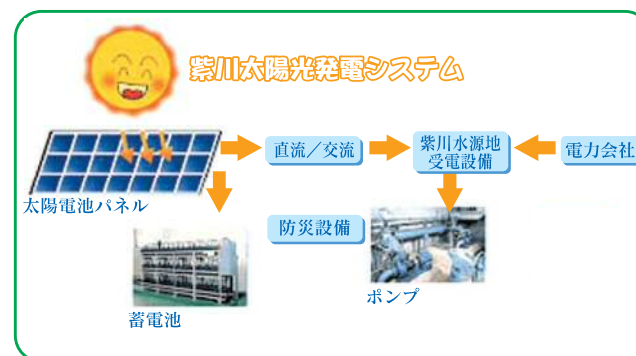 紫川太陽光発電システム
直流／交流
紫川水源地
受電設備
電力会社
太陽電池パネル
防災設備
蓄電池
ポンプ